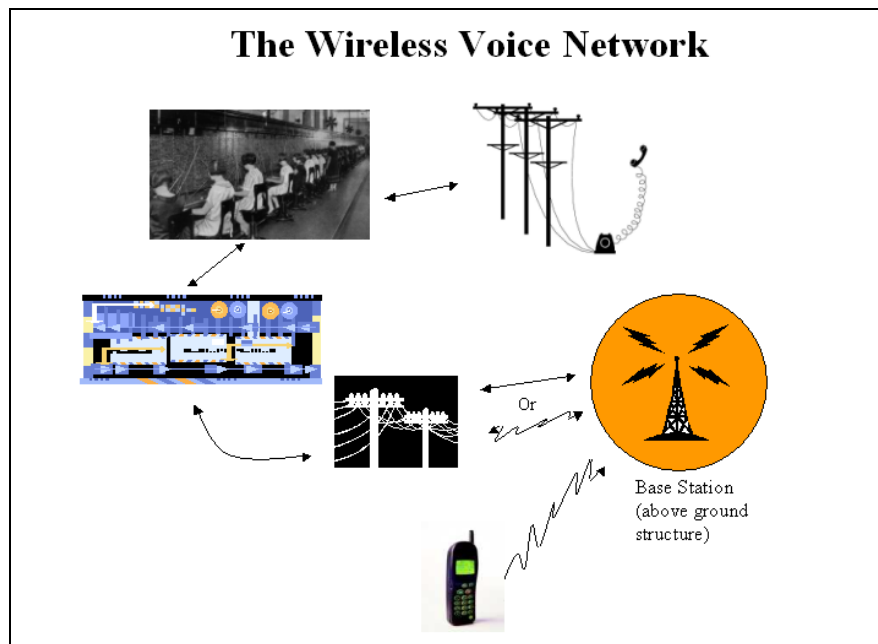 The Wireless Voice Network
Or
Base Station
(above ground
structure)